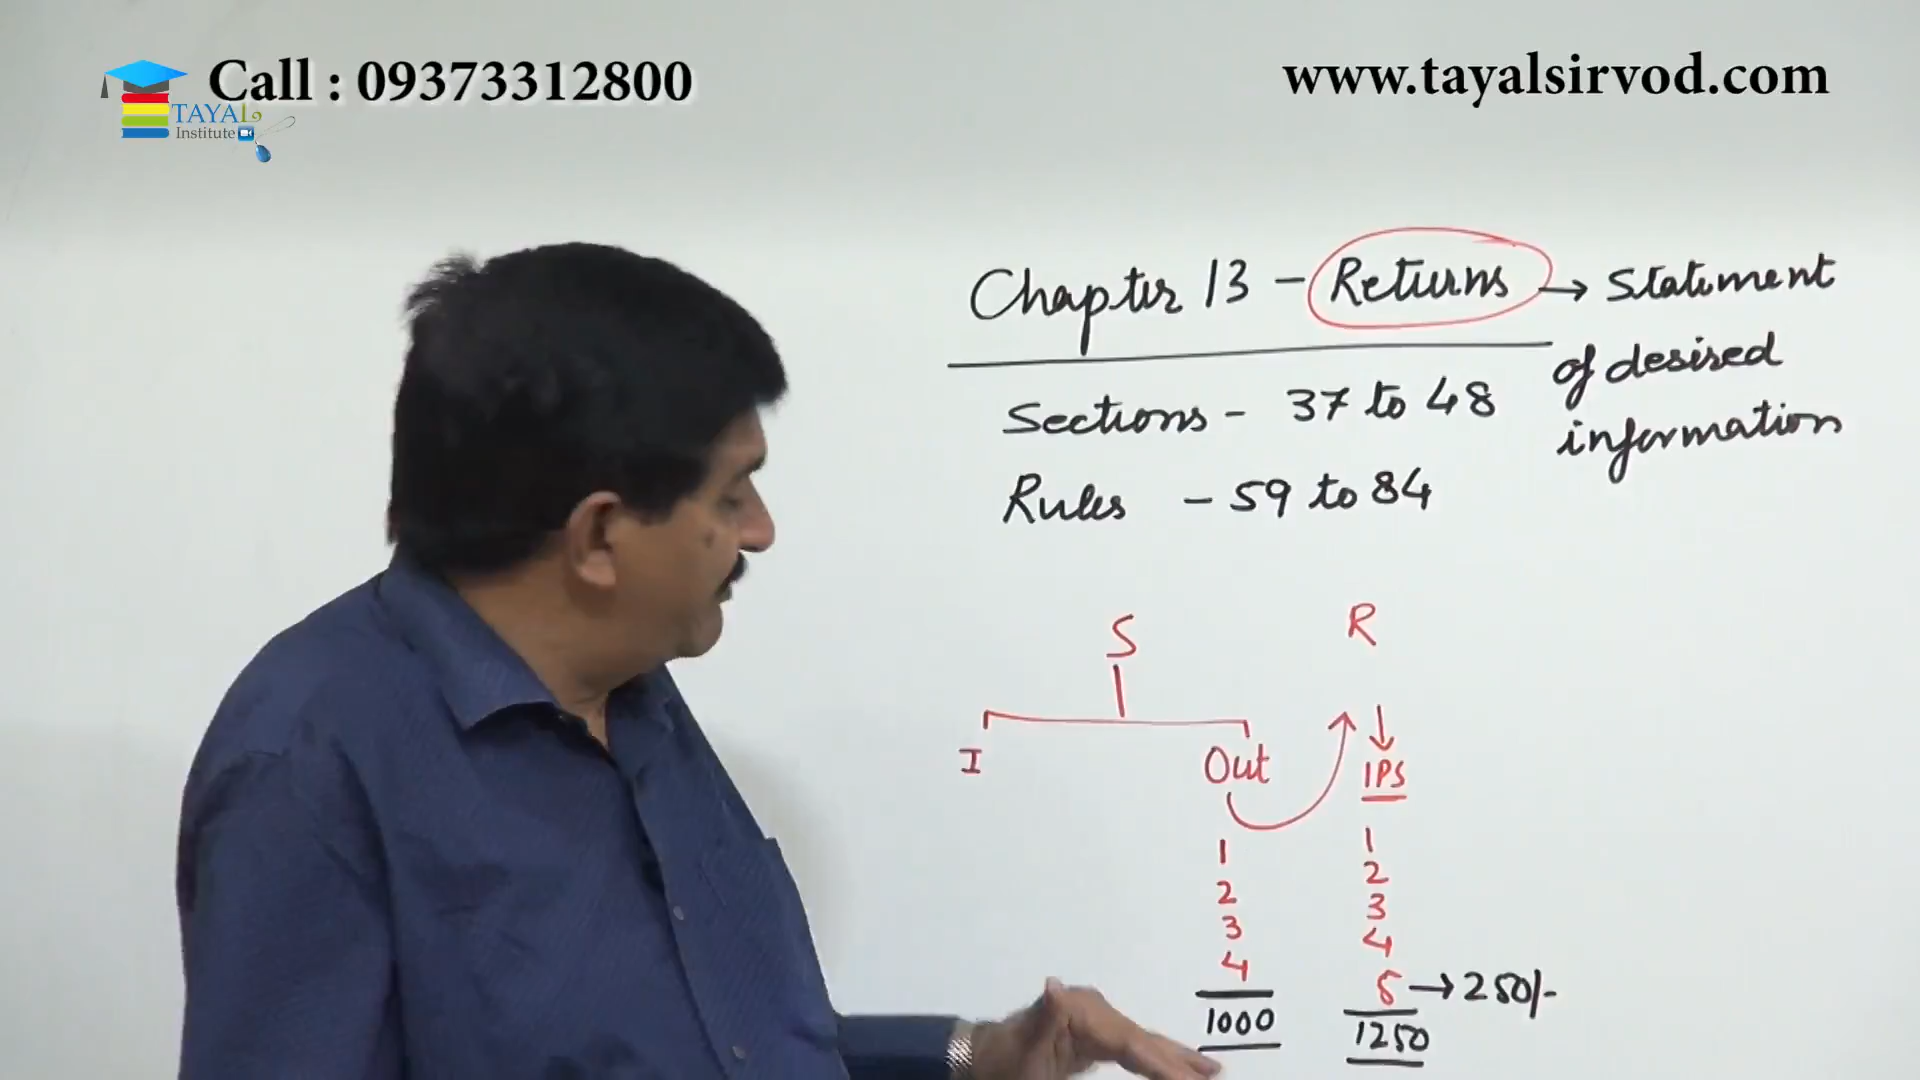 Call : 09373312800
www.tayalsirvod.com
TAYAL
Institute
Chapter 13 - Returns → Statement
of desired
information
Sections - 37 to 48
Rules - 59 to 84
S
R
I
Out
IPS
1
2
3
4
1000
1
2
3
4
5 → 250/-
1250